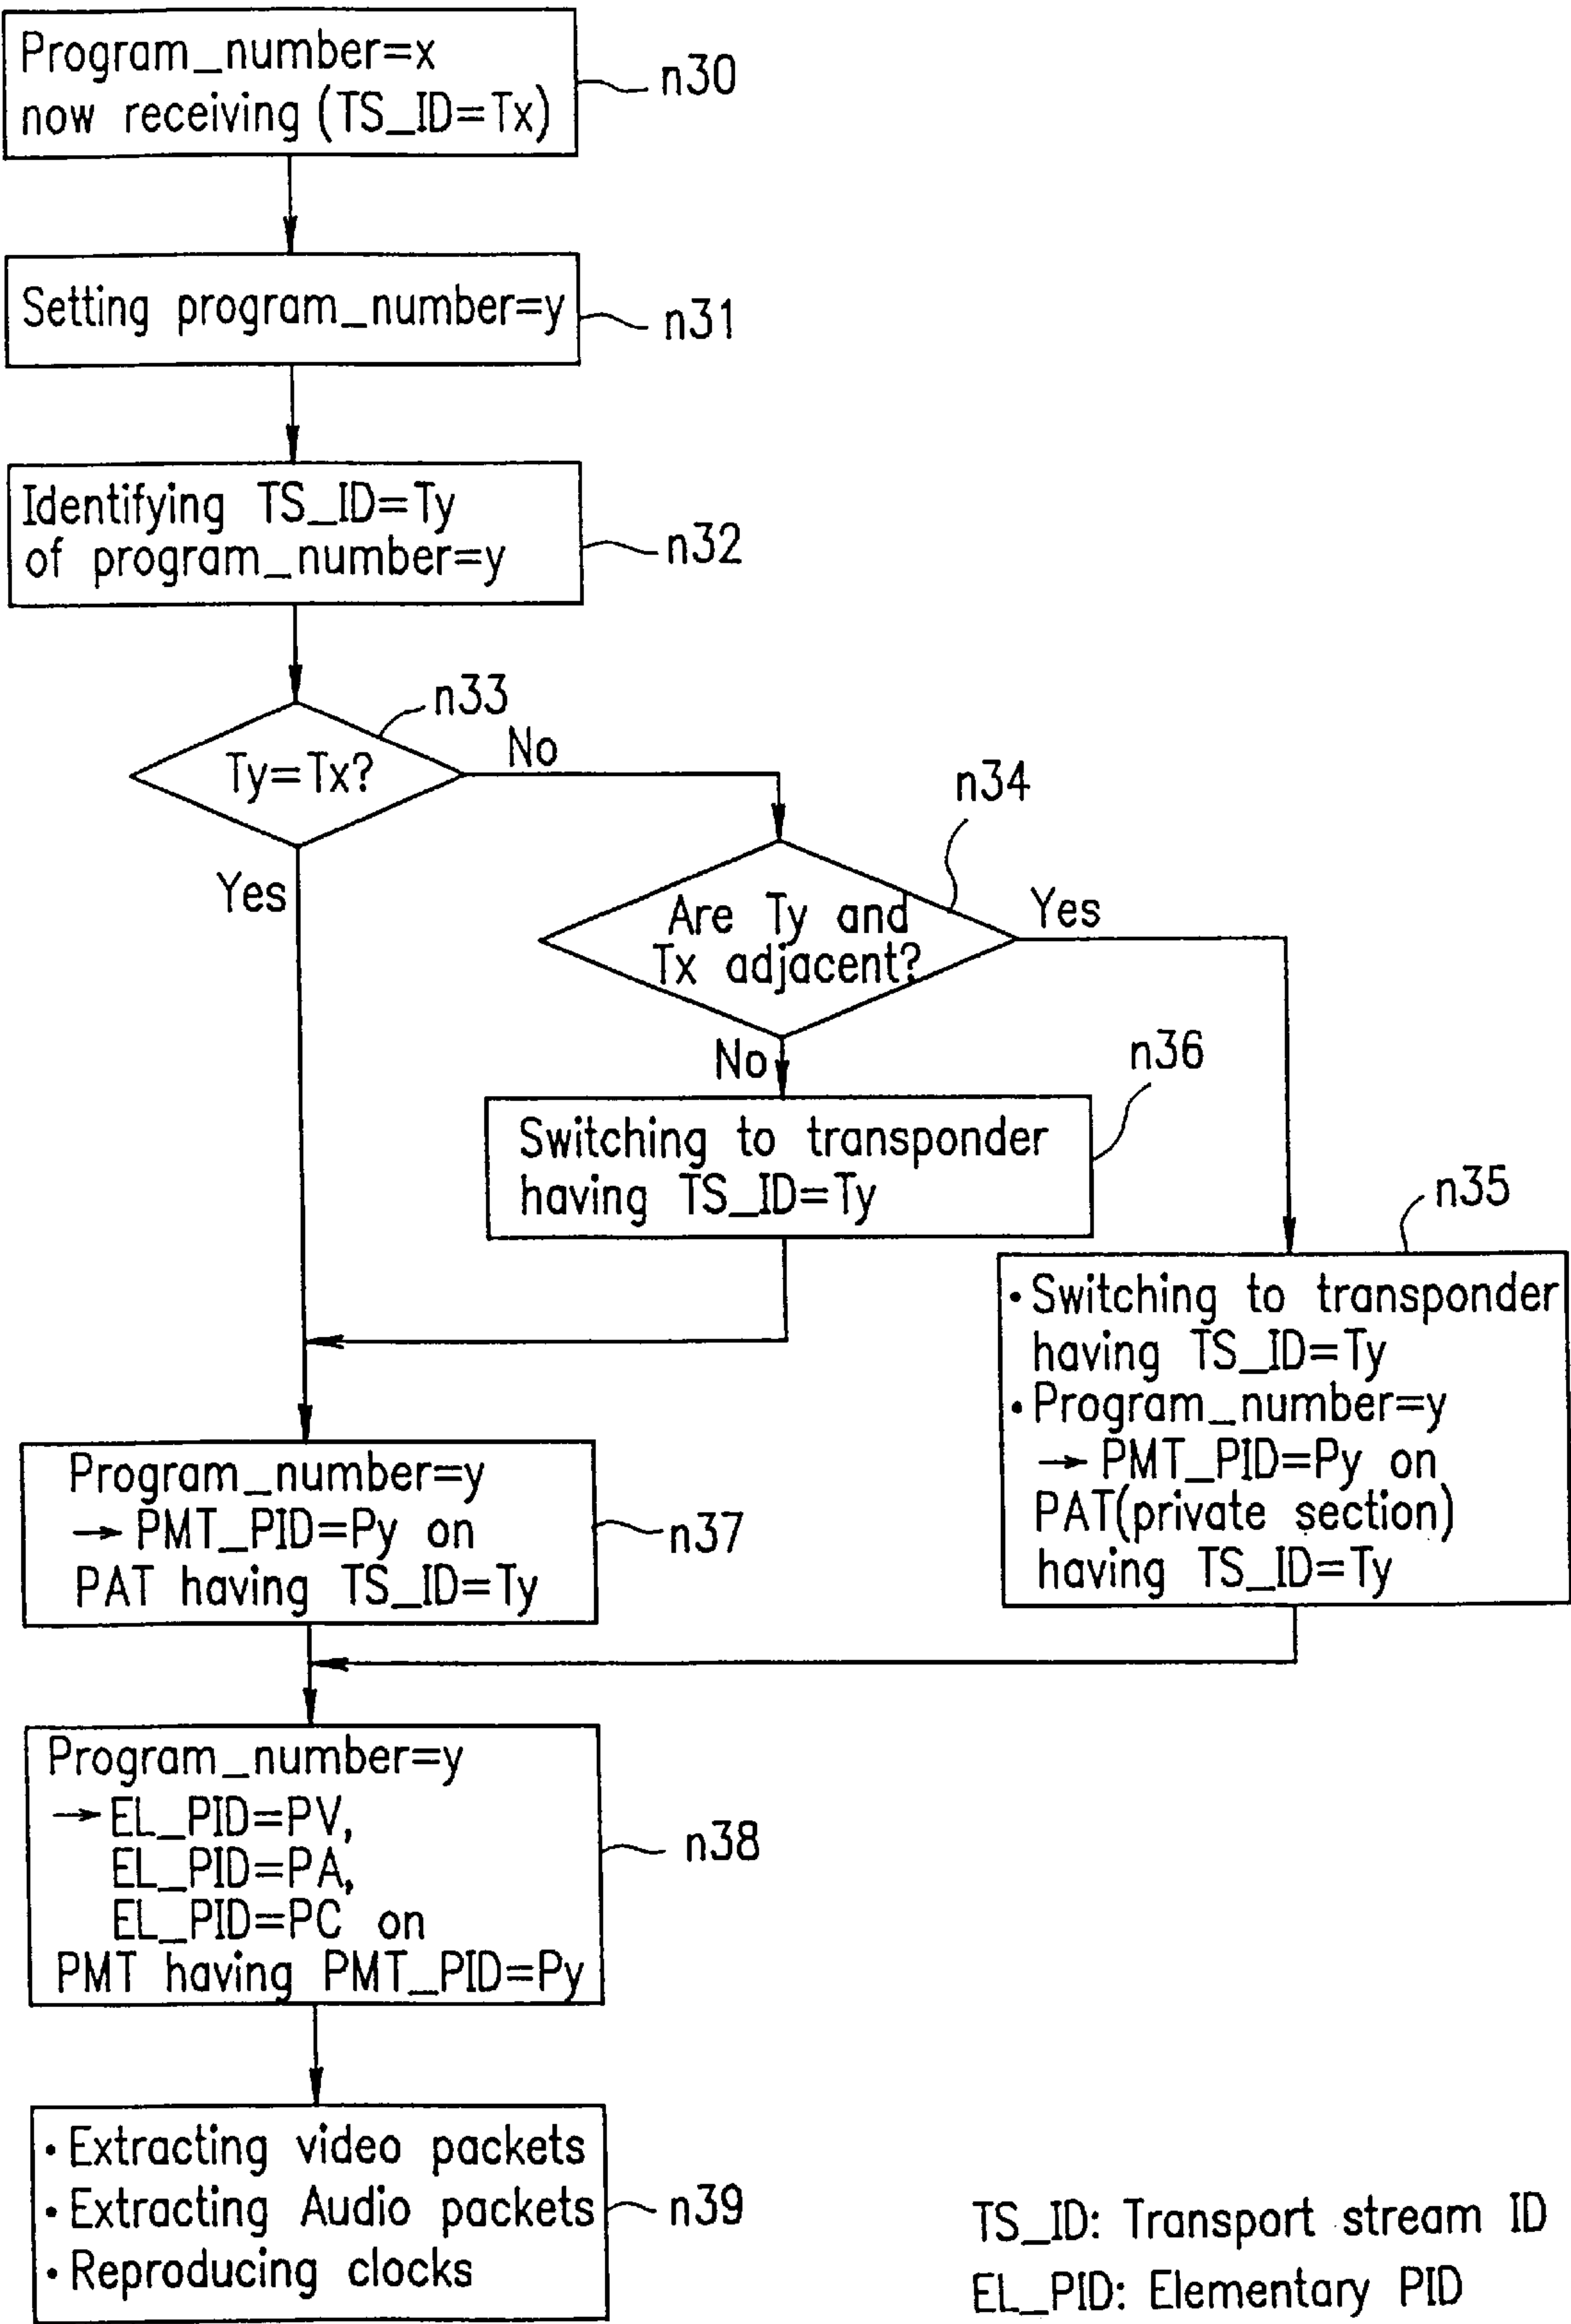 Program_number=x
now receiving (TS_ID=Tx)
n30
Setting program_number=y
n31
Identifying TS_ID=Ty
of program_number=y
n32
n33
Ty=Tx?
No
Yes
n34
Are Ty and
Tx adjacent?
Yes
No
n36
Switching to transponder
having TS_ID=Ty
n35
• Switching to transponder
having TS_ID=Ty
• Program_number=y
→ PMT_PID=Py on
PAT(private section)
having TS_ID=Ty
Program_number=y
→ PMT_PID=Py on
PAT having TS_ID=Ty
n37
Program_number=y
→ EL_PID=PV,
EL_PID=PA,
EL_PID=PC on
PMT having PMT_PID=Py
n38
• Extracting video packets
• Extracting Audio packets
• Reproducing clocks
n39
TS_ID: Transport stream ID
EL_PID: Elementary PID